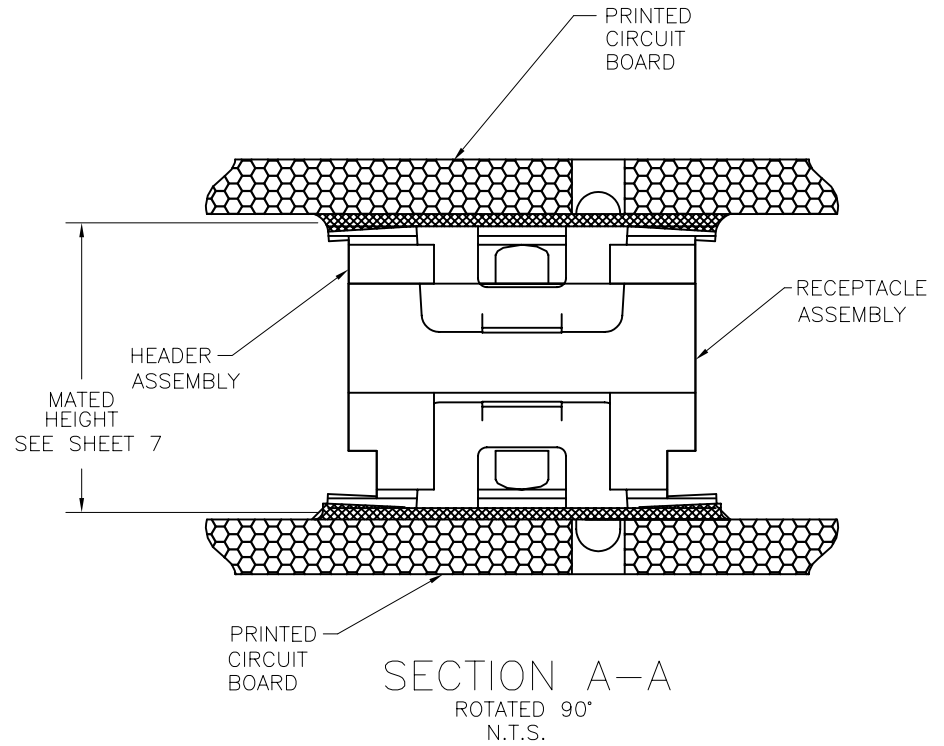 PRINTED
CIRCUIT
BOARD
RECEPTACLE
ASSEMBLY
HEADER
ASSEMBLY
MATED
HEIGHT
SEE SHEET 7
PRINTED
CIRCUIT
BOARD
SECTION A-A
ROTATED 90°
N.T.S.